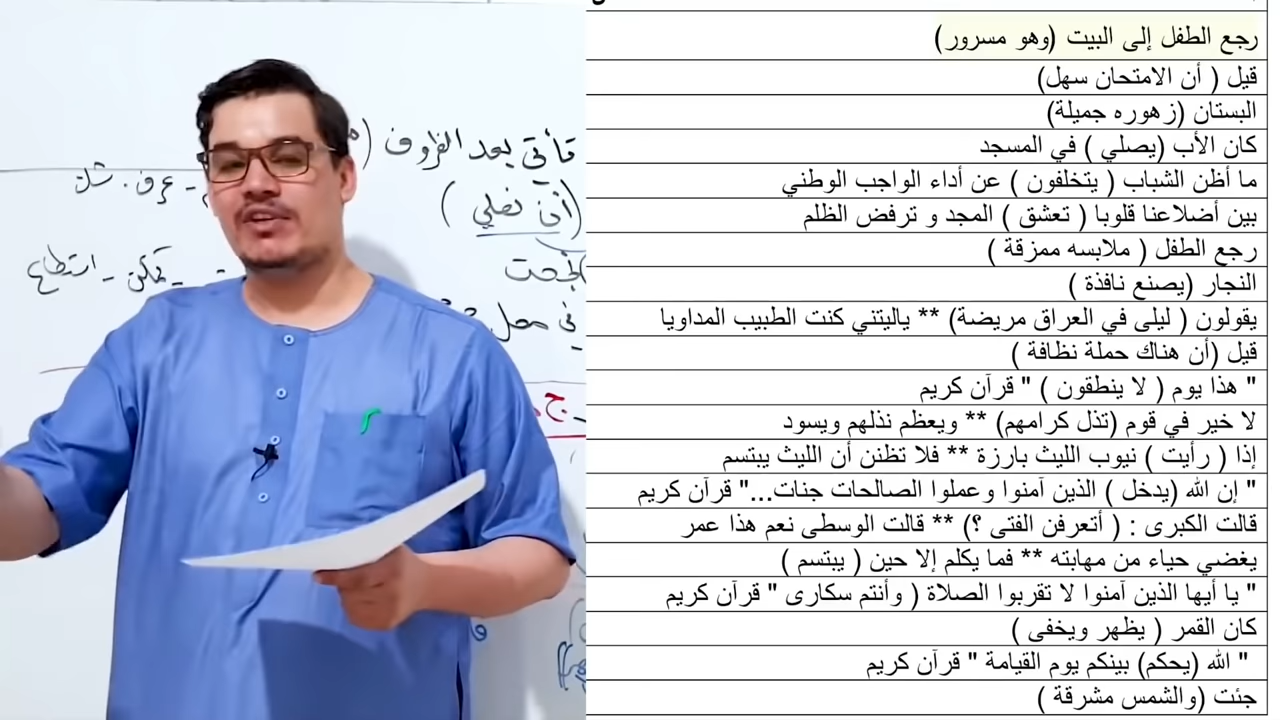 رجع الطفل إلى البيت (وهو مسرور)
قيل ( أن الامتحان سهل)
البستان (زهوره جميلة)
كان الأب (يصلي ) في المسجد
ما أظن الشباب ( يتخلفون ) عن أداء الواجب الوطني
بين أضلاعنا قلوبا ( تعشق ) المجد و ترفض الظلم
رجع الطفل ( ملابسه ممزقة )
النجار (يصنع نافذة )
يقولون ( ليلى في العراق مريضة) ** ياليتني كنت الطبيب المداويا
قيل (أن هناك حملة نظافة )
" هذا يوم ( لا ينطقون ) " قرآن كريم
لا خير في قوم (تذل كرامهم) ** ويعظم نذلهم ويسود
إذا ( رأيت ) نيوب الليث بارزة ** فلا تظنن أن الليث يبتسم
" إن الله (يدخل ) الذين آمنوا وعملوا الصالحات جنات..." قرآن كريم
قالت الكبرى : ( أتعرفن الفتى ؟) ** قالت الوسطى نعم هذا عمر
يغضي حياء من مهابته ** فما يكلم إلا حين ( يبتسم )
" يا أيها الذين آمنوا لا تقربوا الصلاة ( وأنتم سكارى " قرآن كريم
كان القمر ( يظهر ويخفى )
" الله (يحكم) بينكم يوم القيامة " قرآن كريم
جئت (والشمس مشرقة )
تأتي بعد الظروف (
عرف
(أن نصلي )
تمكن - استطاع
في محل